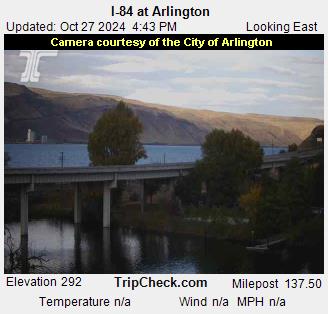 I-84 at Arlington
Updated: Oct 27 2024 4:43 PM Looking East
Camera courtesy of the City of Arlington
Elevation 292 TripCheck.com Milepost 137.50
Temperature n/a Wind n/a MPH n/a